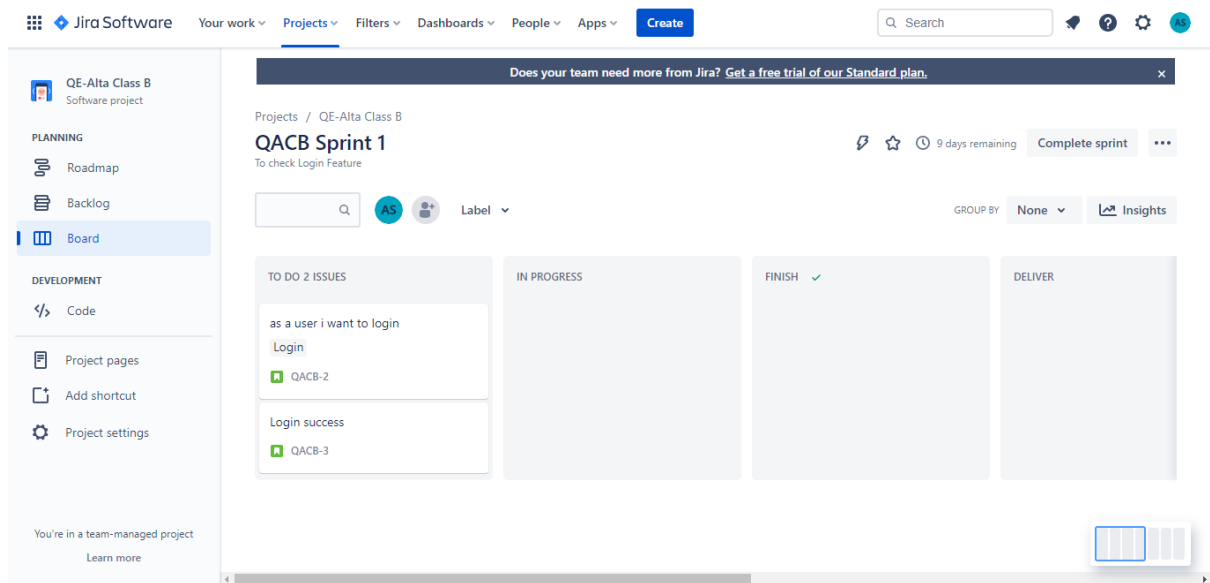 Jira Software Your work Projects Filters Dashboards People Apps Create Search AS
QE-Alta Class B
Software project
PLANNING
Roadmap
Backlog
Board
DEVELOPMENT
Code
Project pages
Add shortcut
Project settings
You're in a team-managed project
Learn more
Does your team need more from Jira? Get a free trial of our Standard plan.
Projects / QE-Alta Class B
QACB Sprint 1
To check Login Feature
9 days remaining Complete sprint
AS Label
GROUP BY None Insights
TO DO 2 ISSUES
as a user i want to login
Login
QACB-2
Login success
QACB-3
IN PROGRESS
FINISH
DELIVER